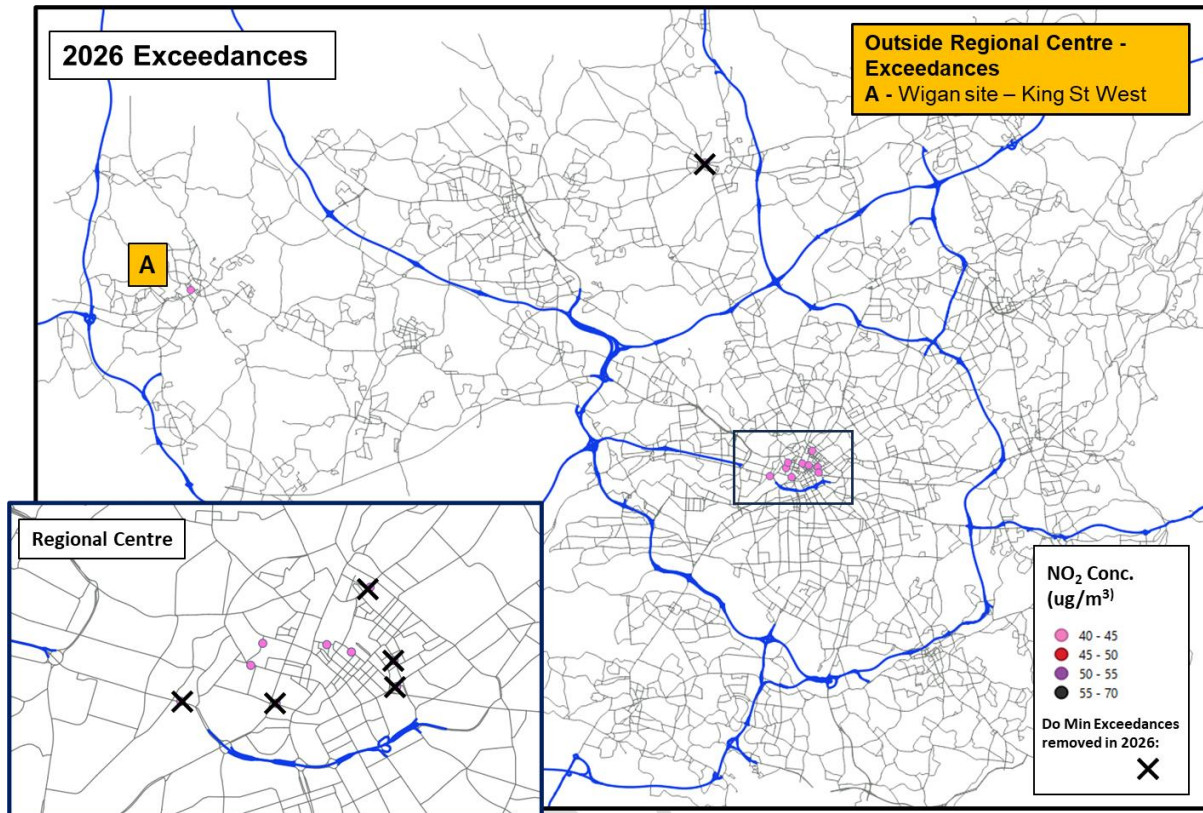 2026 Exceedances
Outside Regional Centre -
Exceedances
A - Wigan site – King St West
A
Regional Centre
NO₂ Conc.
(ug/m³)
40 - 45
45 - 50
50 - 55
55 - 70
Do Min Exceedances
removed in 2026: